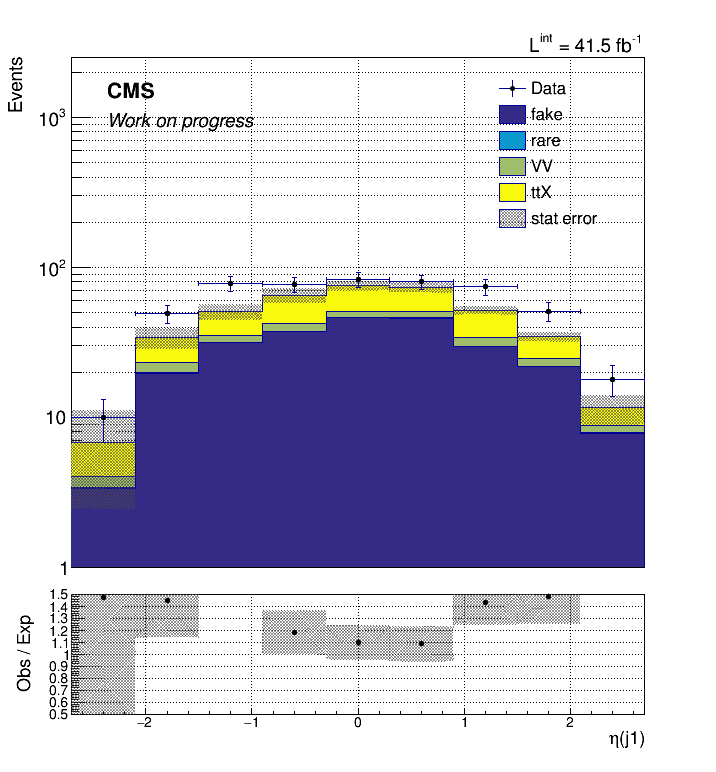 L^int = 41.5 fb^-1
Events
CMS
Work on progress
Data
fake
rare
VV
ttX
stat error
10^3
10^2
10
1
Obs / Exp
1.5
1.4
1.3
1.2
1.1
1
0.9
0.8
0.7
0.6
0.5
−2 −1 0 1 2
η(j1)